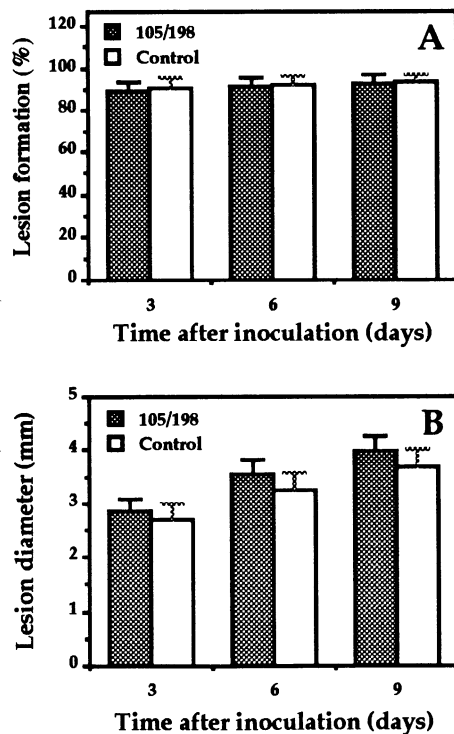 120
100
80
60
40
20
0
Lesion formation (%)
105/198
Control
A
3 6 9
Time after inoculation (days)
5
4
3
2
1
0
Lesion diameter (mm)
105/198
Control
B
3 6 9
Time after inoculation (days)